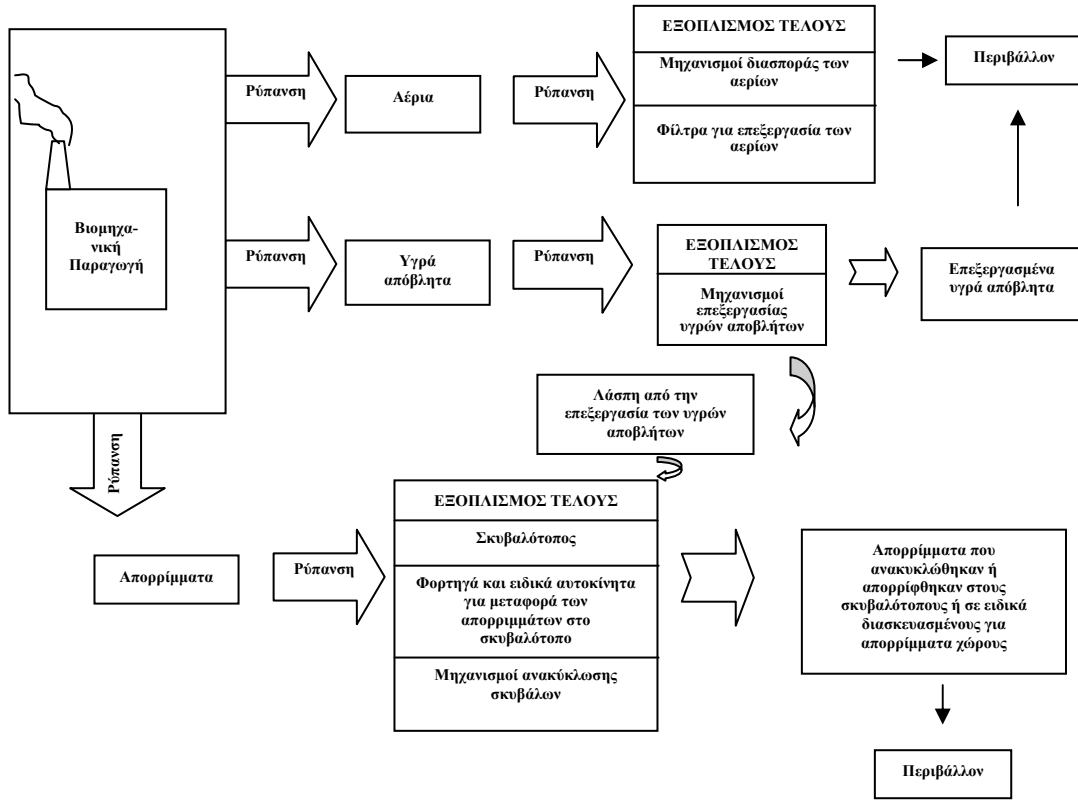 ΕΞΟΠΛΙΣΜΟΣ ΤΕΛΟΥΣ
Μηχανισμοί διασποράς των
αερίων
Φίλτρα για επεξεργασία των
αερίων
Περιβάλλον
Ρύπανση
Αέρια
Ρύπανση
Βιομηχα-
νική
Παραγωγή
Ρύπανση
Υγρά
απόβλητα
Ρύπανση
ΕΞΟΠΛΙΣΜΟΣ
ΤΕΛΟΥΣ
Μηχανισμοί
επεξεργασίας
υγρών αποβλήτων
Επεξεργασμένα
υγρά απόβλητα
Λάσπη από την
επεξεργασία των υγρών
αποβλήτων
Ρύπανση
Απορρίμματα
Ρύπανση
ΕΞΟΠΛΙΣΜΟΣ ΤΕΛΟΥΣ
Σκυβαλότοπος
Φορτηγά και ειδικά αυτοκίνητα
για μεταφορά των
απορριμμάτων στο
σκυβαλότοπο
Μηχανισμοί ανακύκλωσης
σκυβάλων
Απορρίμματα που
ανακυκλώθηκαν ή
απορρίφθηκαν στους
σκυβαλότοπους ή σε ειδικά
διασκευασμένους για
απορρίμματα χώρους
Περιβάλλον